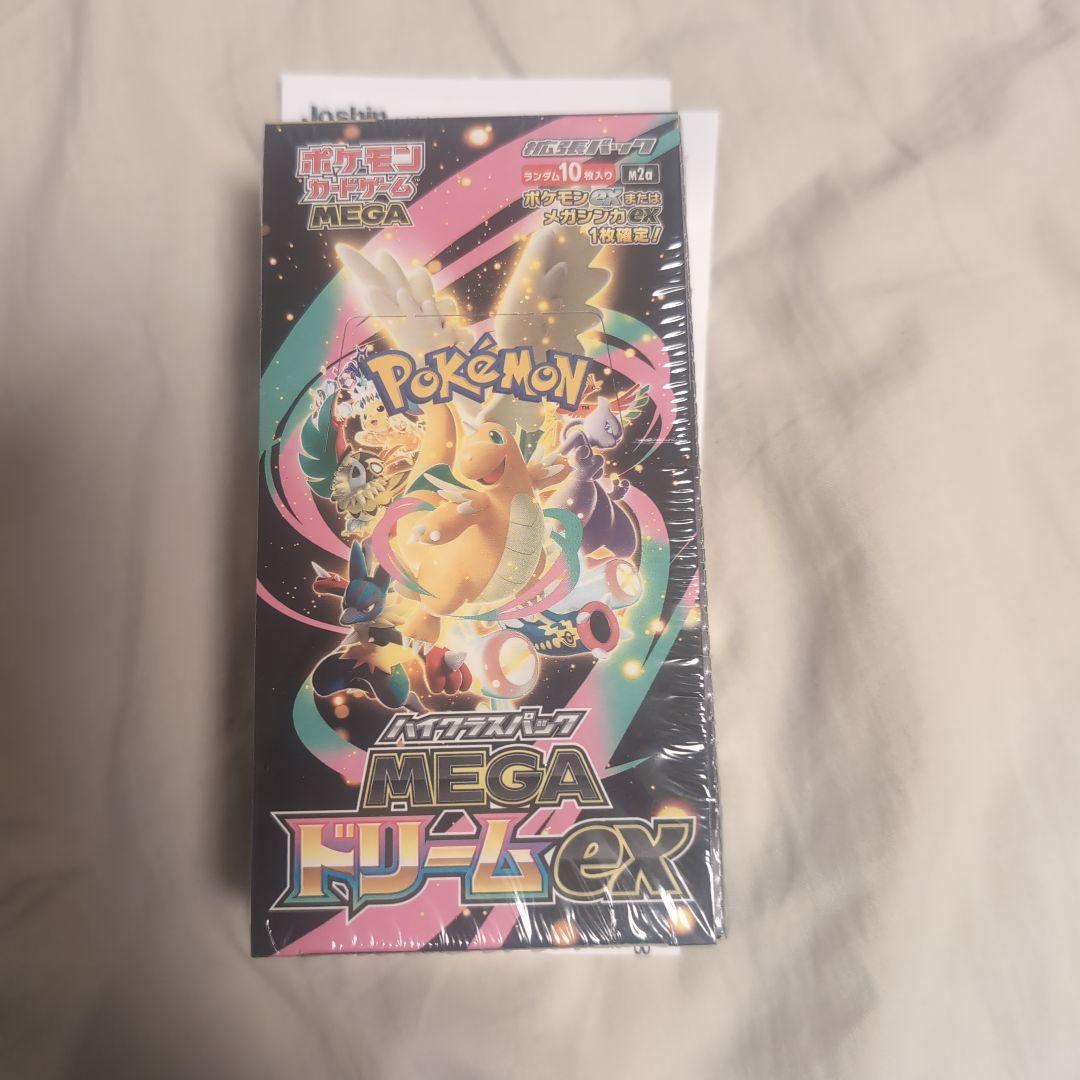 Joshin
ポケモン
カードゲーム
MEGA
拡張パック
ランダム10枚入り M2a
ポケモンexまたは
メガシンカex
1枚確定!
POKéMON
TM
ハイクラスパック
MEGA
ドリームex
3